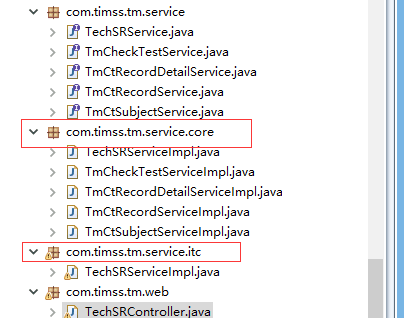 com.timss.tm.service
TechSRService.java
TmCheckTestService.java
TmCtRecordDetailService.java
TmCtRecordService.java
TmCtSubjectService.java
com.timss.tm.service.core
TechSRServiceImpl.java
TmCheckTestServiceImpl.java
TmCtRecordDetailServiceImpl.java
TmCtRecordServiceImpl.java
TmCtSubjectServiceImpl.java
com.timss.tm.service.itc
TechSRServiceImpl.java
com.timss.tm.web
TechSRController.java